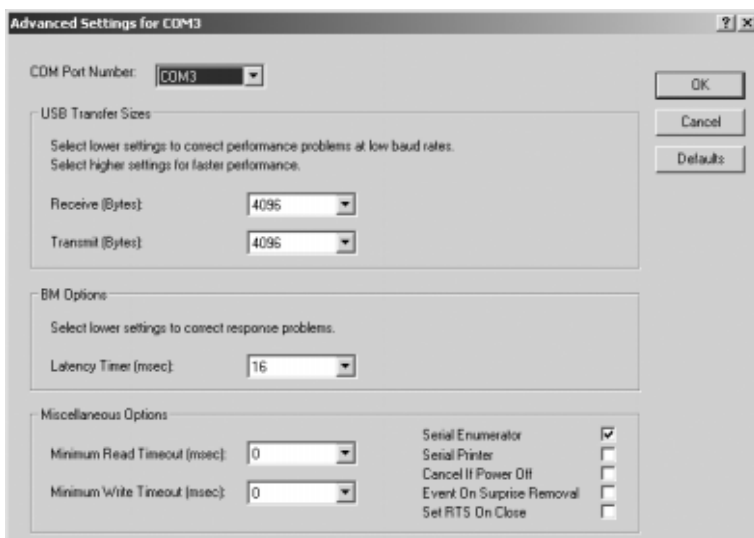 Advanced Settings for COM3
? ×
COM Port Number: COM3
OK
Cancel
Defaults
USB Transfer Sizes
Select lower settings to correct performance problems at low baud rates.
Select higher settings for faster performance.
Receive (Bytes): 4096
Transmit (Bytes): 4096
BM Options
Select lower settings to correct response problems.
Latency Timer (msec): 16
Miscellaneous Options
Minimum Read Timeout (msec): 0
Minimum Write Timeout (msec): 0
Serial Enumerator
Serial Printer
Cancel If Power Off
Event On Surprise Removal
Set RTS On Close